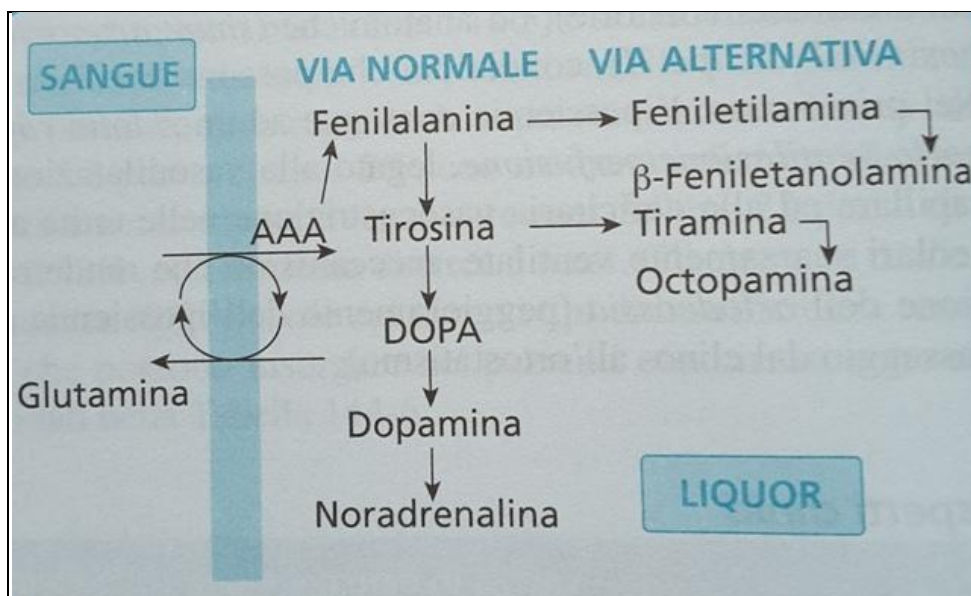 SANGUE VIA NORMALE VIA ALTERNATIVA
Fenilalanina Feniletilamina
β-Feniletanolamina
AAA Tirosina Tiramina
Octopamina
DOPA
Glutamina
Dopamina
LIQUOR
Noradrenalina